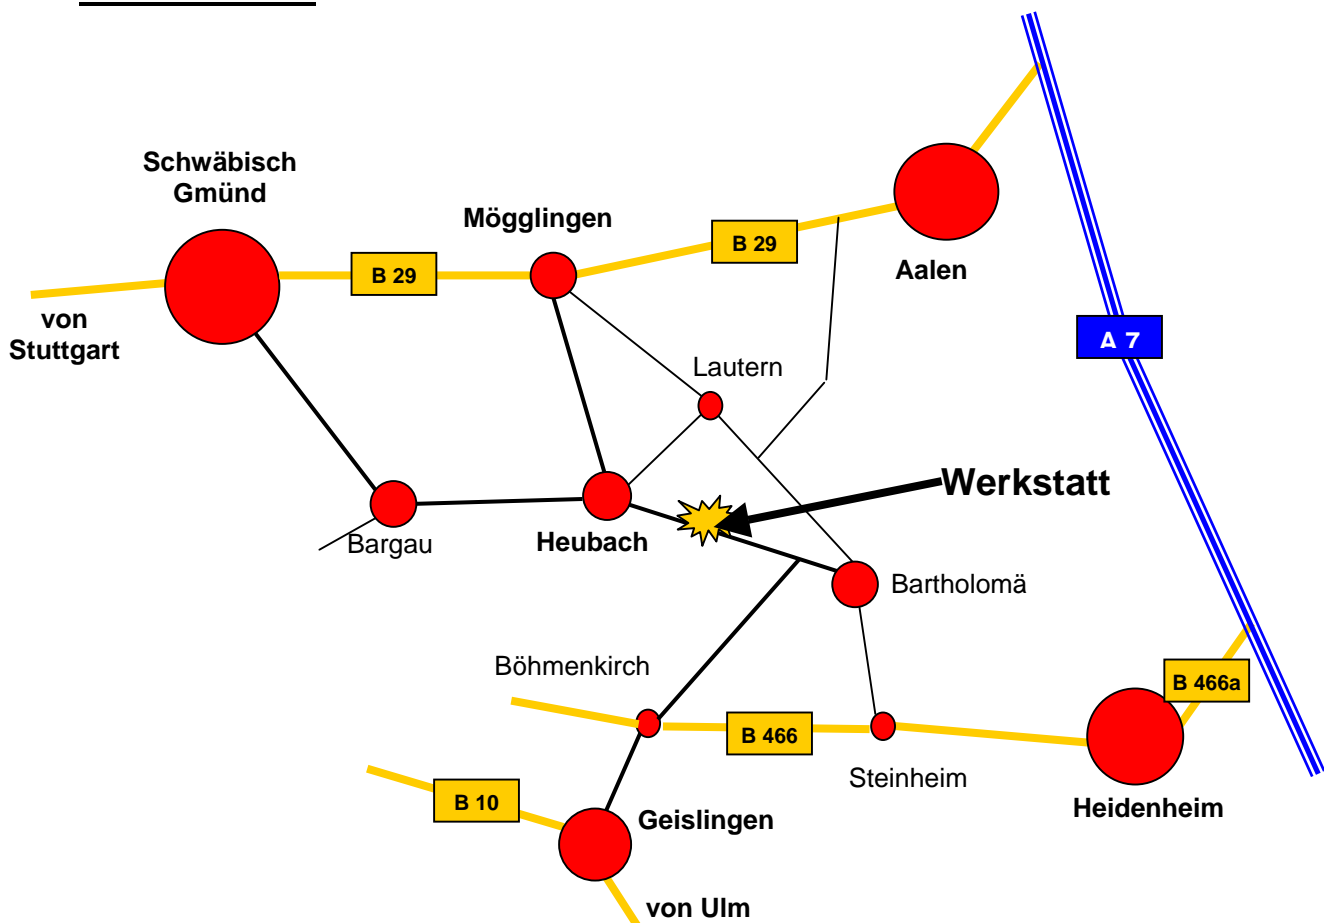 Schwäbisch
Gmünd
Mögglingen
B 29
B 29
Aalen
von
Stuttgart
A 7
Lautern
Werkstatt
Bargau
Heubach
Bartholomä
Böhmenkirch
B 466a
B 466
Steinheim
B 10
Geislingen
Heidenheim
von Ulm